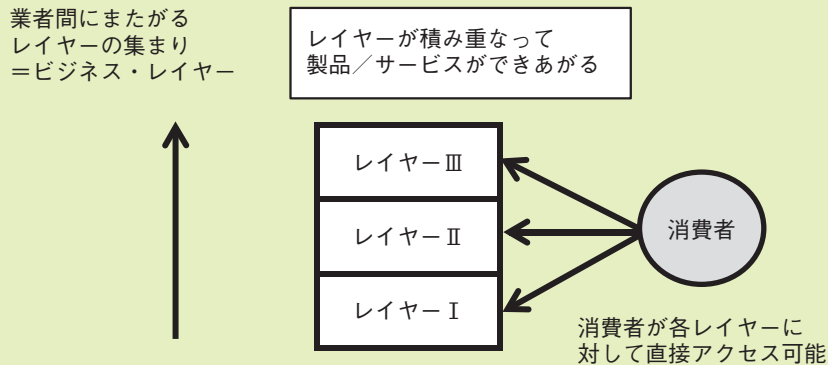 業者間にまたがる
レイヤーの集まり
＝ビジネス・レイヤー
レイヤーが積み重なって
製品／サービスができあがる
レイヤーⅢ
レイヤーⅡ
レイヤーⅠ
消費者
消費者が各レイヤーに
対して直接アクセス可能